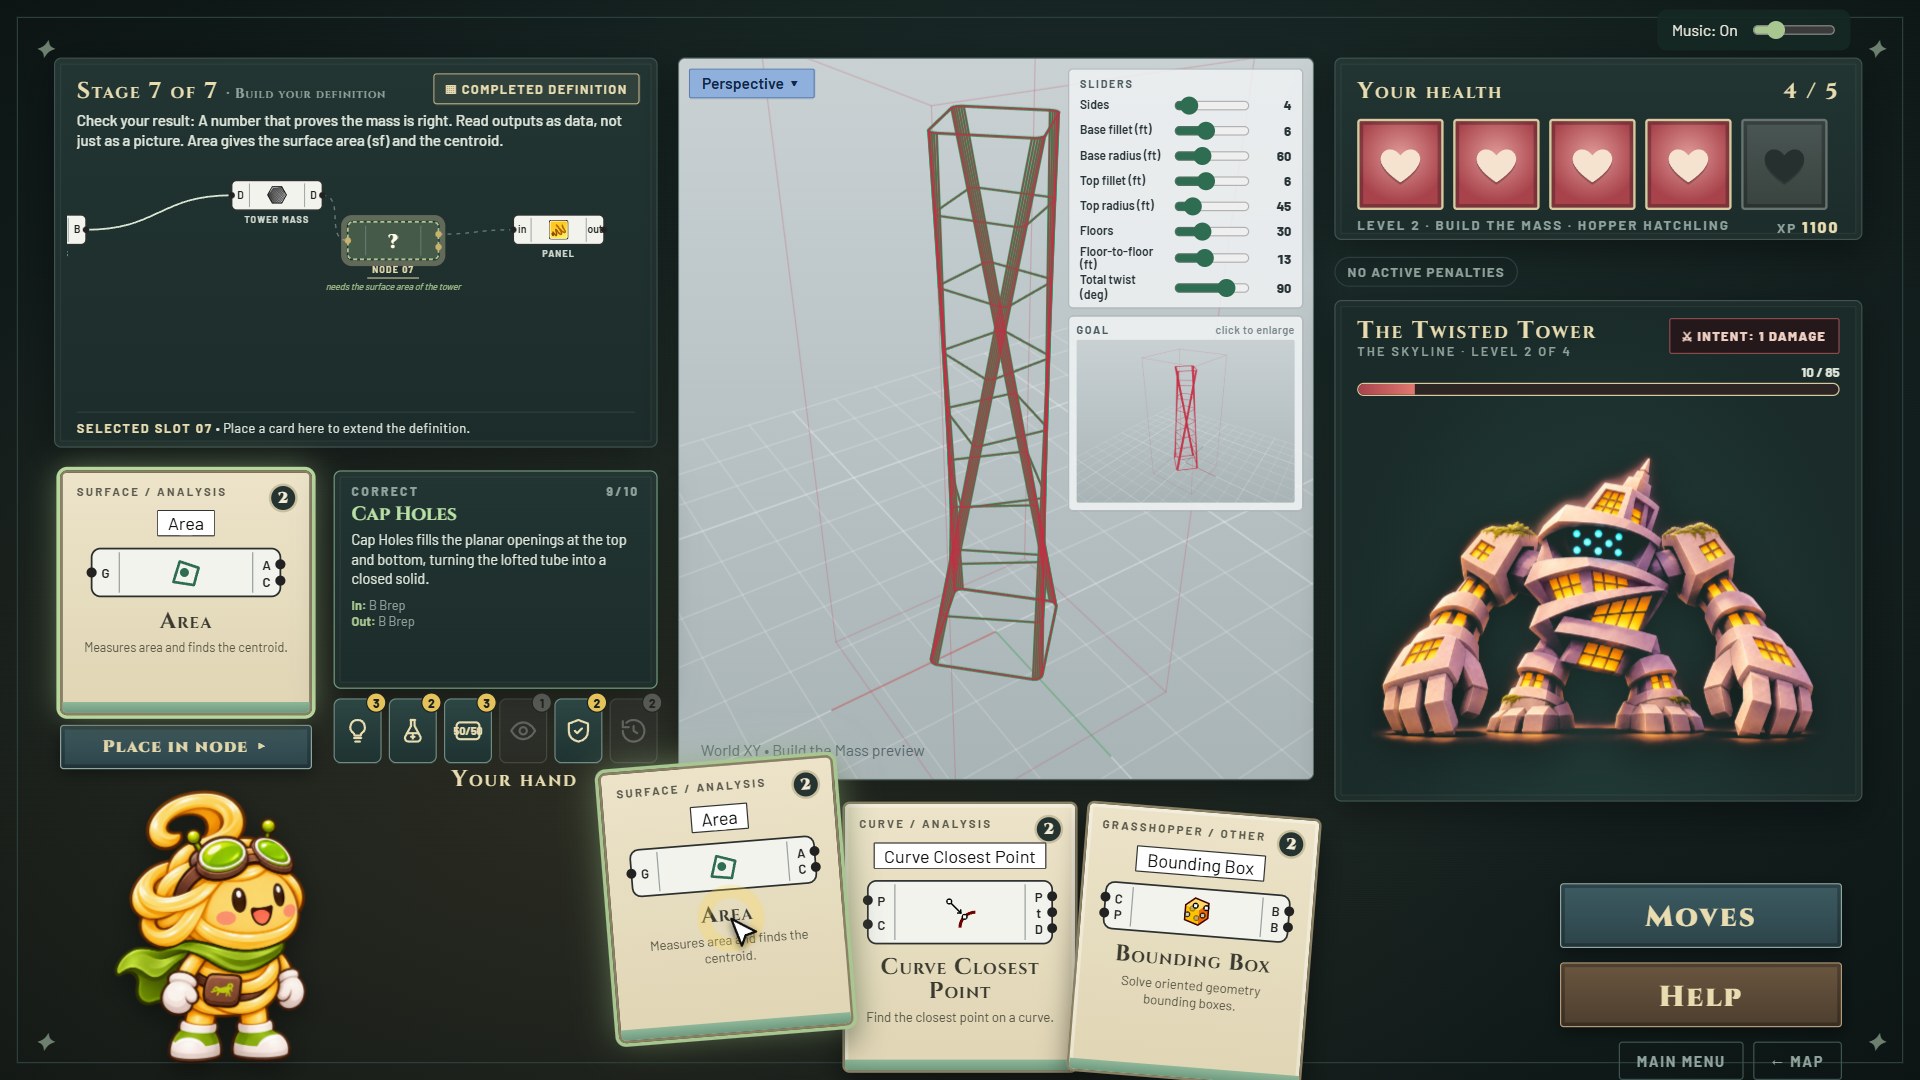 Music: On
Stage 7 of 7 · Build your definition
COMPLETED DEFINITION
Check your result: A number that proves the mass is right. Read outputs as data, not
just as a picture. Area gives the surface area (sf) and the centroid.
B
D D
TOWER MASS
?
NODE 07
needs the surface area of the tower
in out
PANEL
SELECTED SLOT 07 • Place a card here to extend the definition.
SURFACE / ANALYSIS 2
Area
G A C
Area
Measures area and finds the centroid.
Place in node
CORRECT 9/10
Cap Holes
Cap Holes fills the planar openings at the top
and bottom, turning the lofted tube into a
closed solid.
In: B Brep
Out: B Brep
3 2 3 1 2 2
50/50
Perspective
SLIDERS
Sides 4
Base fillet (ft) 6
Base radius (ft) 60
Top fillet (ft) 6
Top radius (ft) 45
Floors 30
Floor-to-floor
(ft) 13
Total twist
(deg) 90
GOAL click to enlarge
World XY • Build the Mass preview
Your health 4 / 5
LEVEL 2 · BUILD THE MASS · HOPPER HATCHLING XP 1100
NO ACTIVE PENALTIES
The Twisted Tower
THE SKYLINE · LEVEL 2 OF 4
INTENT: 1 DAMAGE
10 / 85
Your hand
SURFACE / ANALYSIS 2
Area
G A C
Area
Measures area and finds the
centroid.
CURVE / ANALYSIS 2
Curve Closest Point
P C P t D
Curve Closest
Point
Find the closest point on a curve.
GRASSHOPPER / OTHER 2
Bounding Box
C P B B
Bounding Box
Solve oriented geometry
bounding boxes.
Moves
Help
MAIN MENU
← MAP